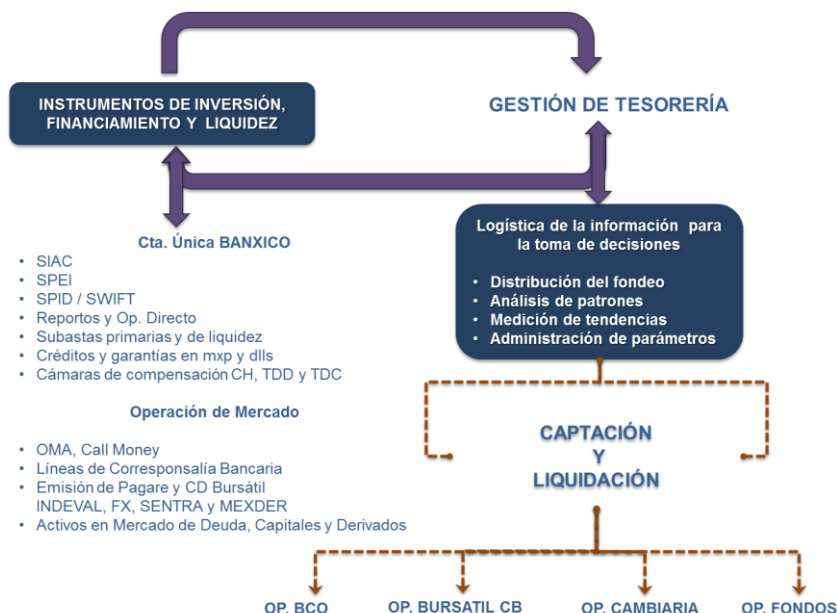 INSTRUMENTOS DE INVERSIÓN,
FINANCIAMIENTO Y LIQUIDEZ
GESTIÓN DE TESORERÍA
Cta. Única BANXICO
• SIAC
• SPEI
• SPID / SWIFT
• Reportos y Op. Directo
• Subastas primarias y de liquidez
• Créditos y garantías en mxp y dlls
• Cámaras de compensación CH, TDD y TDC
Operación de Mercado
• OMA, Call Money
• Líneas de Corresponsalía Bancaria
• Emisión de Pagare y CD Bursátil
INDEVAL, FX, SENTRA y MEXDER
• Activos en Mercado de Deuda, Capitales y Derivados
Logística de la información para
la toma de decisiones
• Distribución del fondeo
• Análisis de patrones
• Medición de tendencias
• Administración de parámetros
CAPTACIÓN
Y
LIQUIDACIÓN
OP. BCO
OP. BURSATIL CB
OP. CAMBIARIA
OP. FONDOS